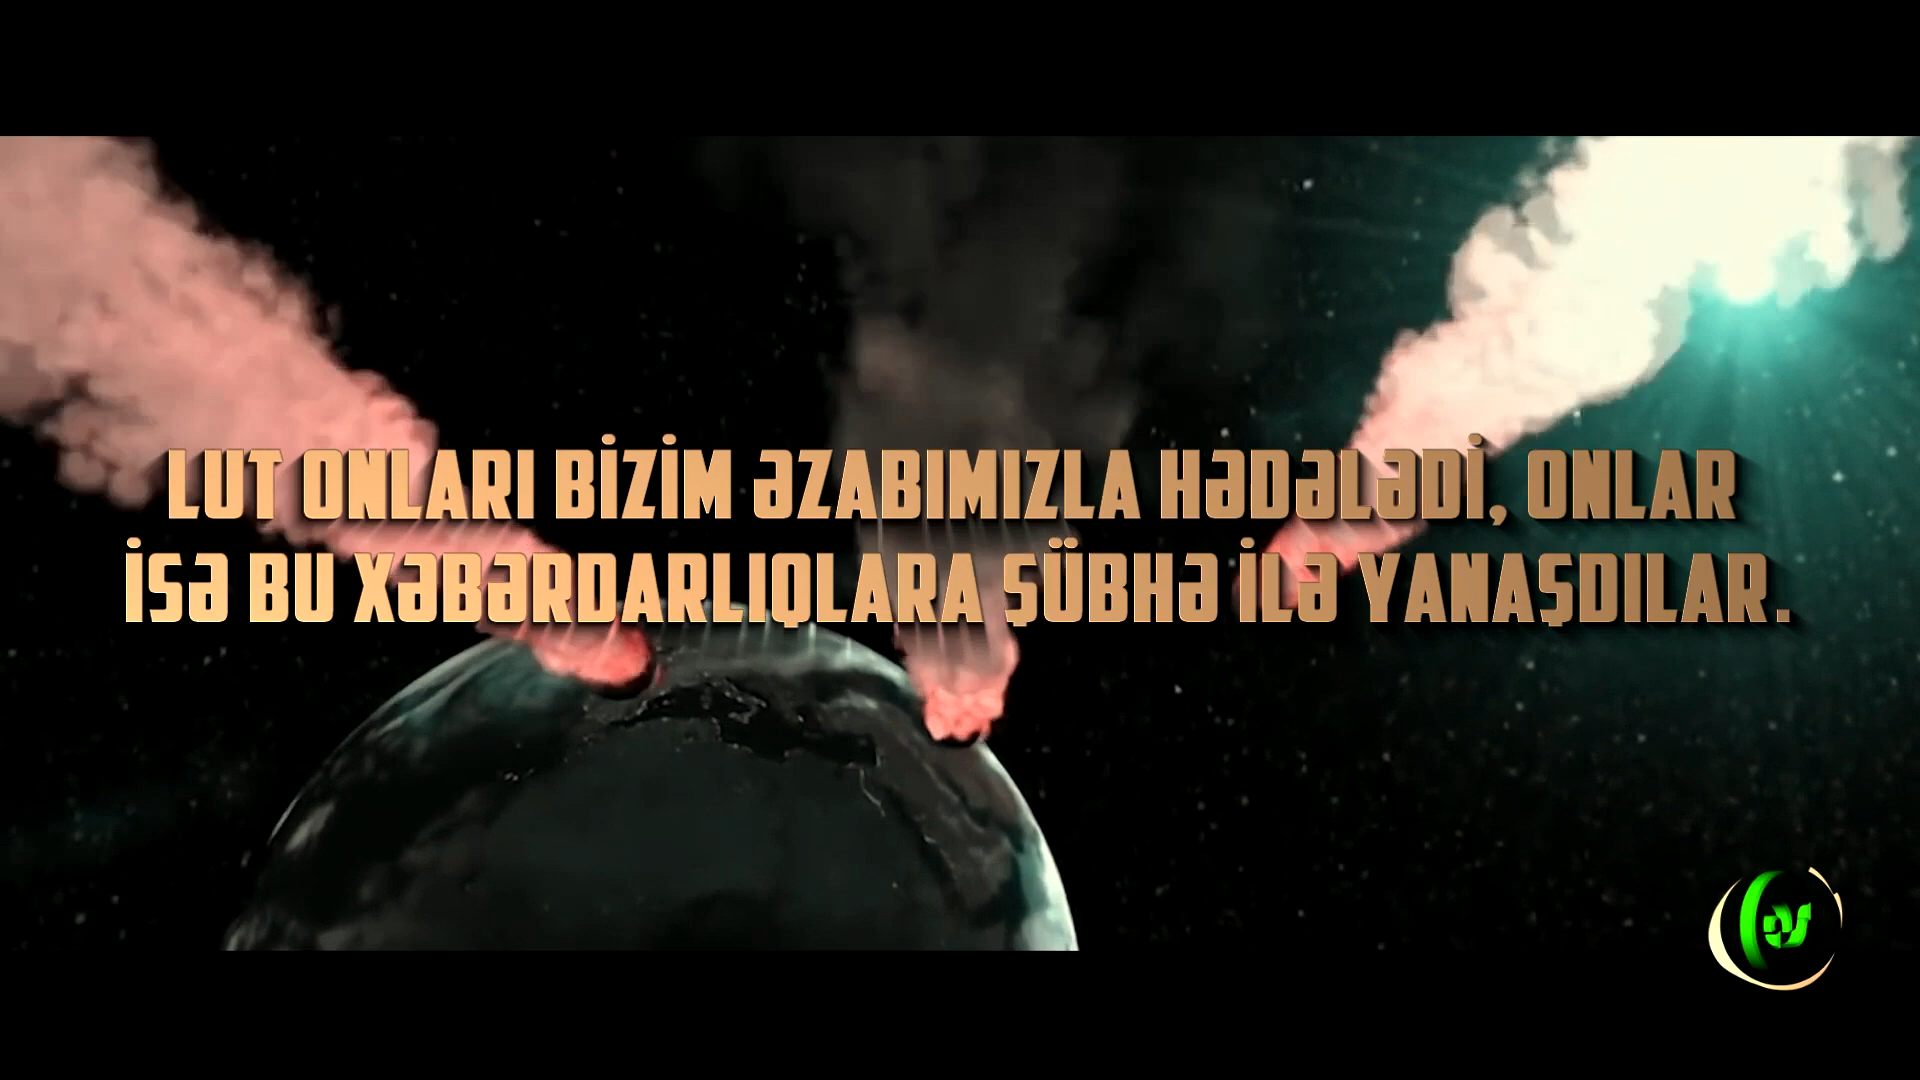 LUT ONLARI BİZİM ƏZABIMIZLA HƏDƏLƏDİ, ONLAR
İSƏ BU XƏBƏRDARLIQLARA ŞÜBHƏ İLƏ YANAŞDILAR.